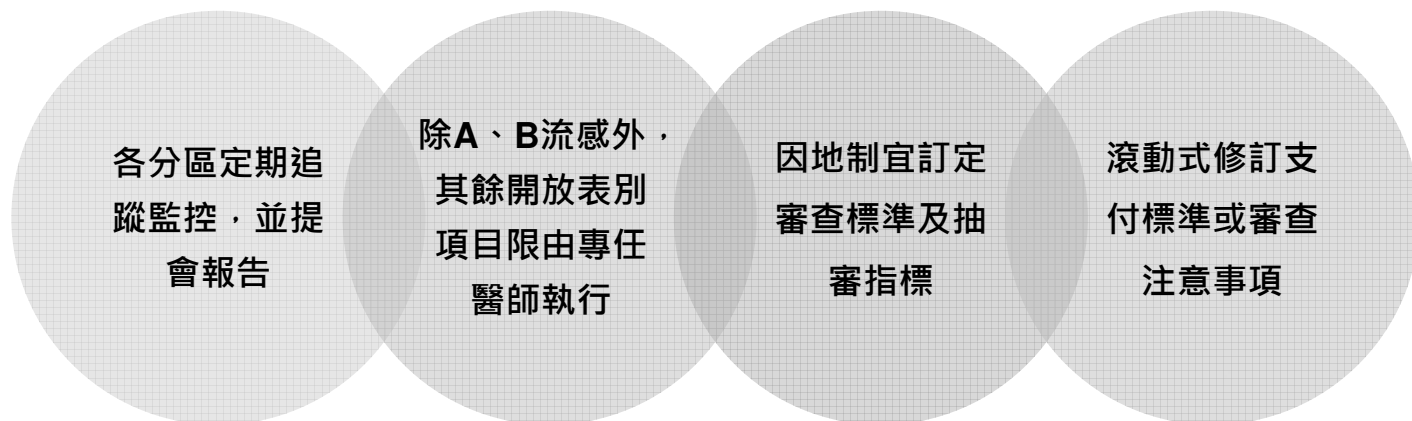 各分區定期追
蹤監控，並提
會報告
除A、B流感外，
其餘開放表別
項目限由專任
醫師執行
因地制宜訂定
審查標準及抽
審指標
滾動式修訂支
付標準或審查
注意事項